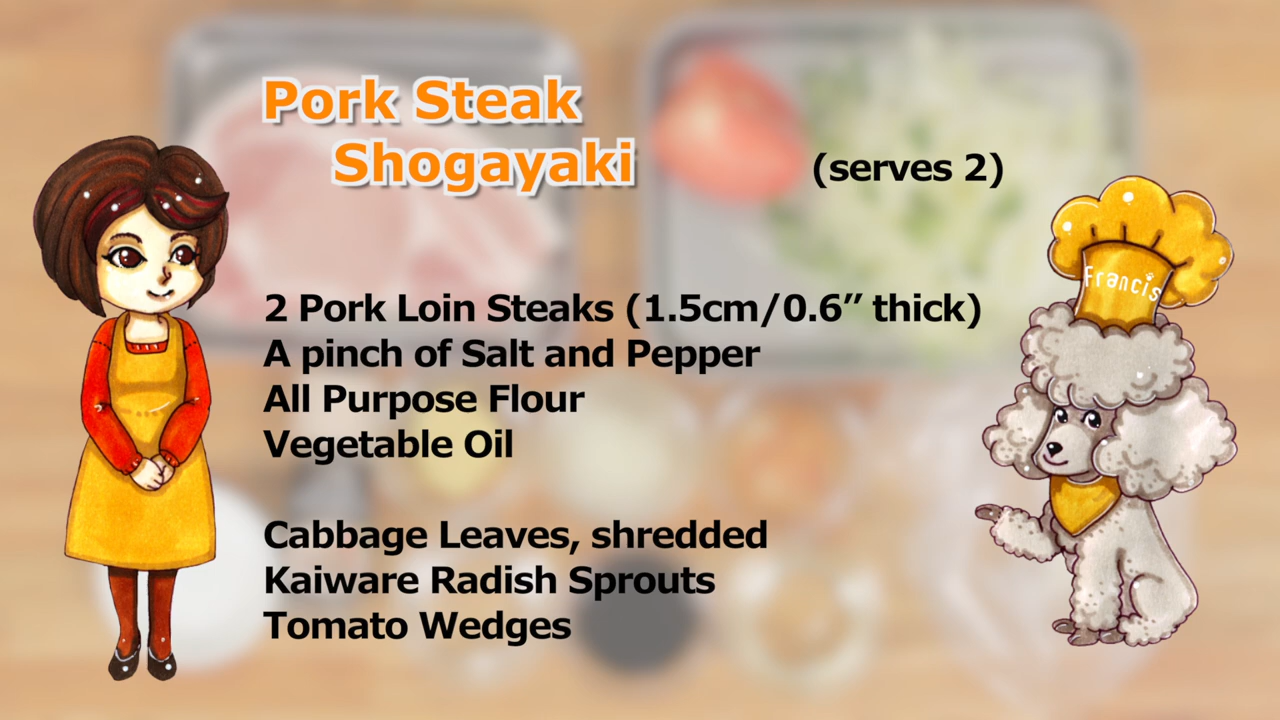 Pork Steak
Shogayaki
(serves 2)
2 Pork Loin Steaks (1.5cm/0.6” thick)
A pinch of Salt and Pepper
All Purpose Flour
Vegetable Oil
Cabbage Leaves, shredded
Kaiware Radish Sprouts
Tomato Wedges
Francis